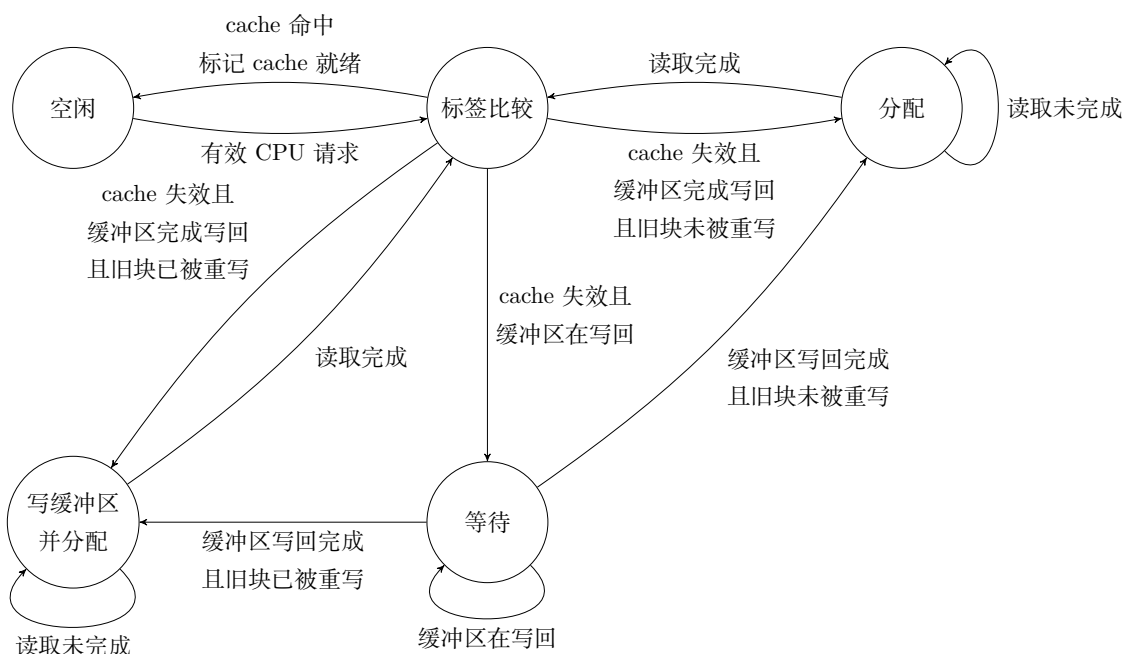 cache 命中
标记 cache 就绪
空闲
有效 CPU 请求
标签比较
读取完成
分配
读取未完成
cache 失效且
缓冲区完成写回
且旧块未被重写
cache 失效且
缓冲区完成写回
且旧块已被重写
cache 失效且
缓冲区在写回
读取完成
缓冲区写回完成
且旧块未被重写
写缓冲区
并分配
等待
缓冲区写回完成
且旧块已被重写
读取未完成
缓冲区在写回